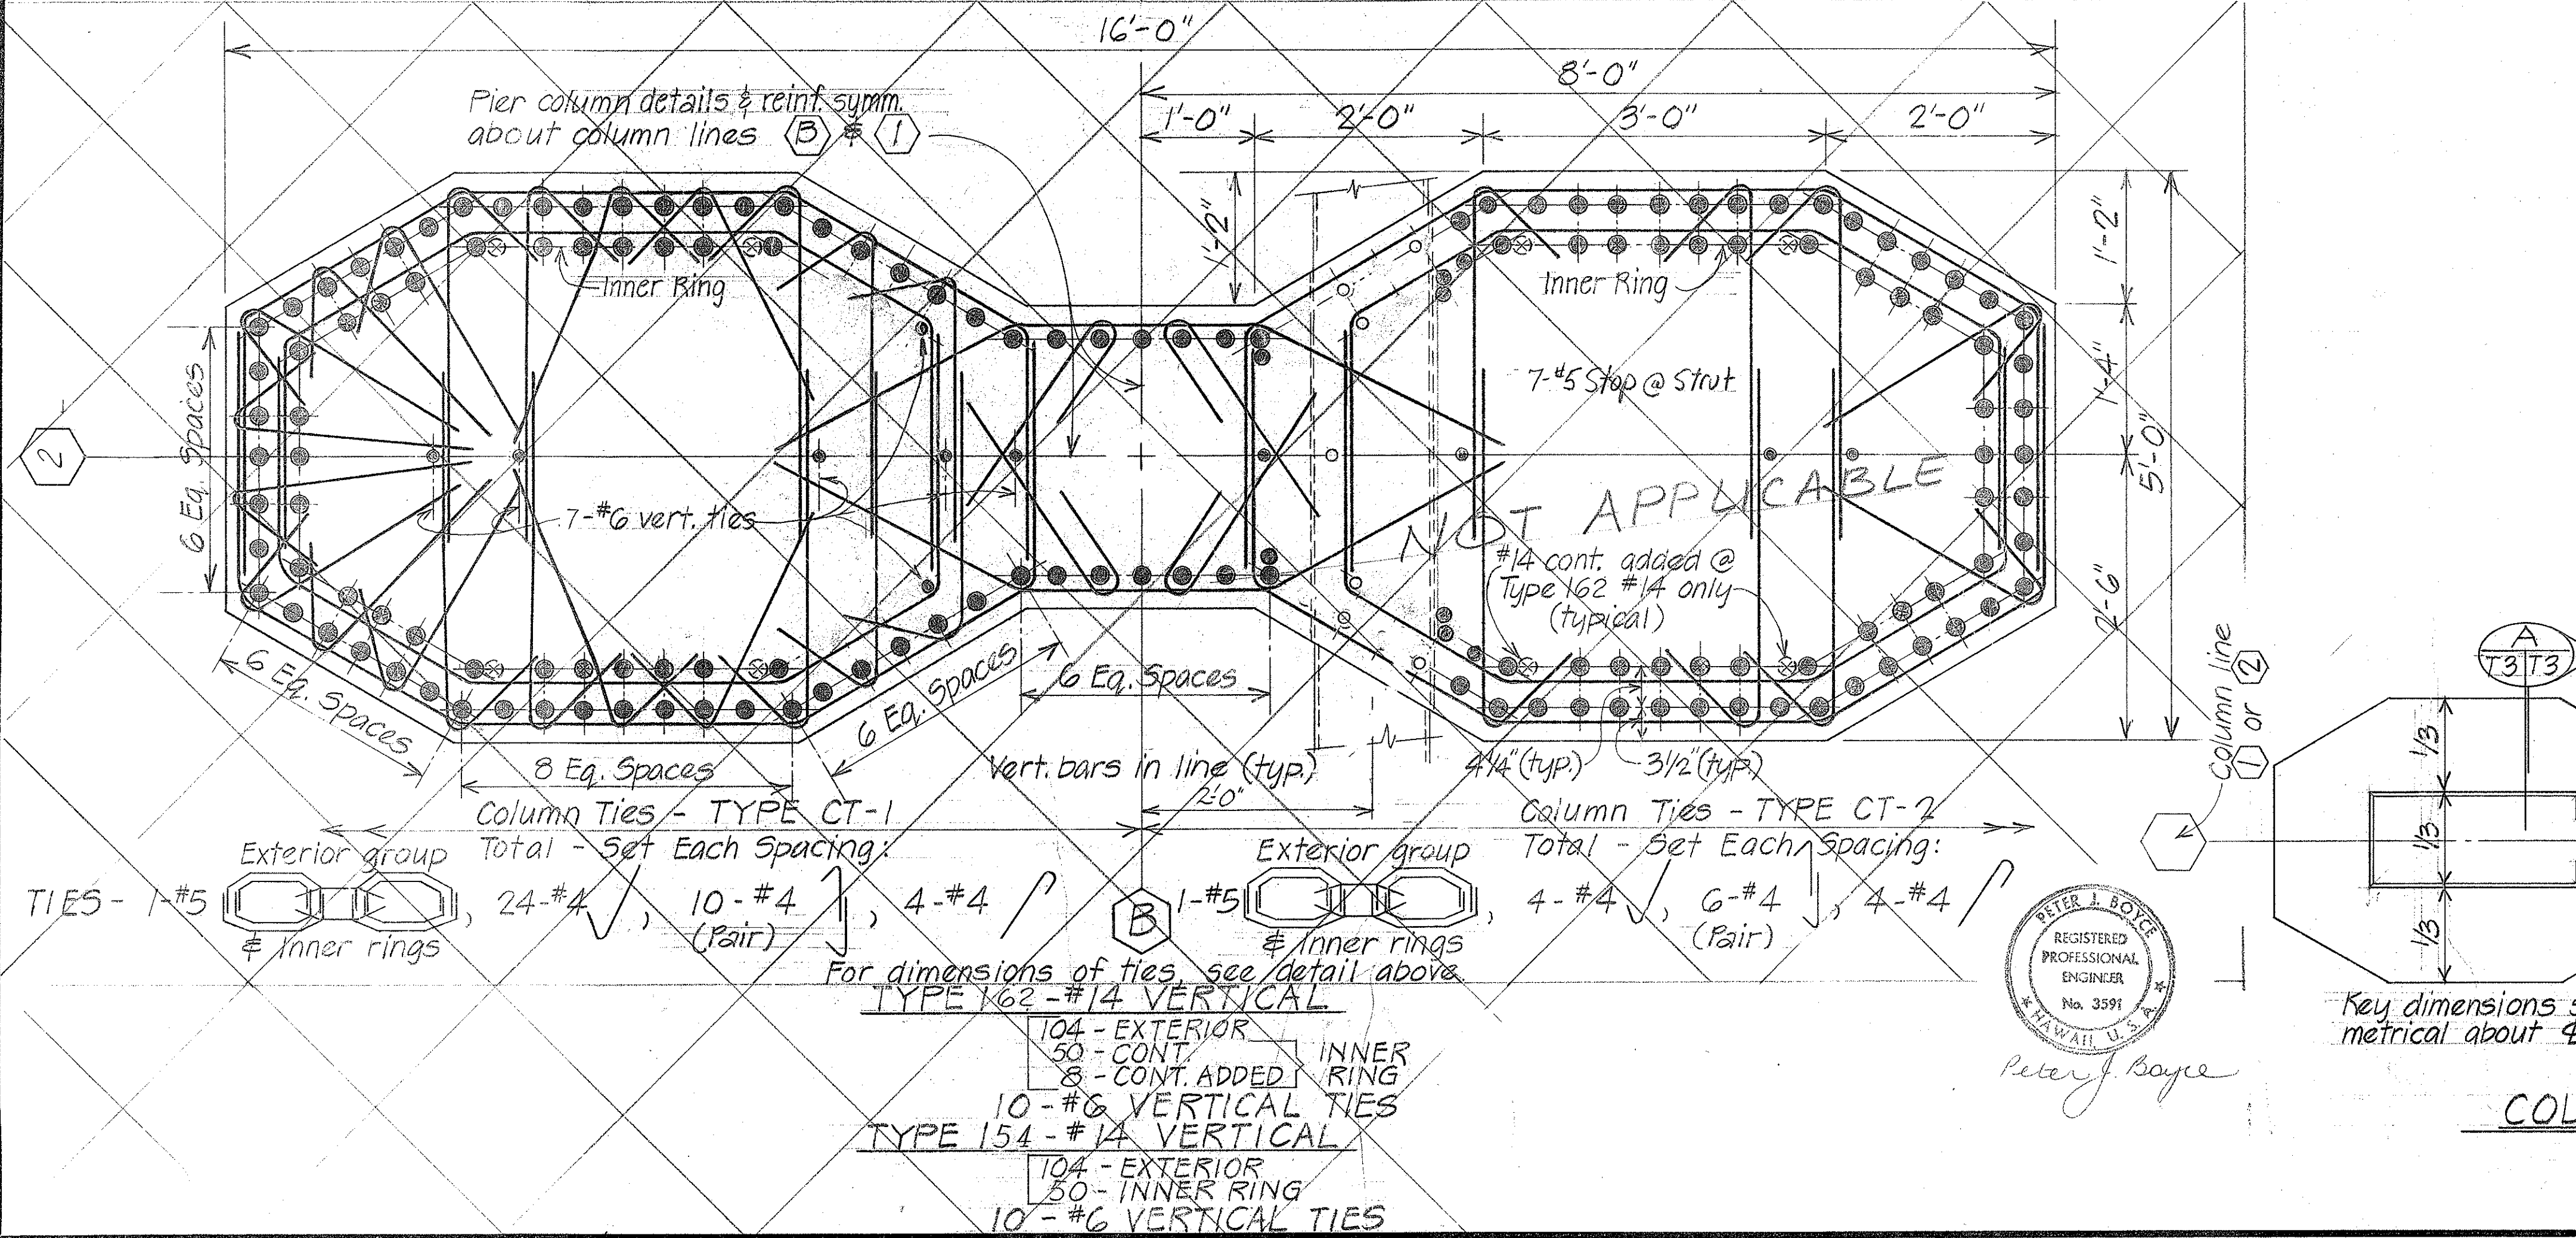 16'-0"
8'-0"
1'-0" 2'-0" 3'-0" 2'-0"
Pier column details & reinf. symm.
about column lines B & 1
1'-2"
1'-2"
1'-4"
5'-0"
2'-6"
Inner Ring
Inner Ring
6 Eq. Spaces
2
7-#5 Stop @ Strut
NOT APPLICABLE
7-#6 vert. ties
#14 cont. added @
Type 162 #14 only
(typical)
6 Eq. Spaces
8 Eq. Spaces
6 Eq. Spaces
6 Eq. Spaces
Vert. bars in line (typ.)
2'-0"
4 1/4" (typ.)
3 1/2" (typ.)
Column line
1 or 2
A
T3 T3
1/3
1/3
1/3
Column Ties - TYPE CT-1
Total - Set Each Spacing:
Exterior group
TIES- 1-#5 , 24-#4 , 10-#4 , 4-#4
(Pair)
& Inner rings
B
Column Ties - TYPE CT-2
Total - Set Each Spacing:
Exterior group
1-#5 , 4-#4 , 6-#4 , 4-#4
(Pair)
& Inner rings
For dimensions of ties, see detail above
TYPE 162-#14 VERTICAL
104 - EXTERIOR
50 - CONT.
8 - CONT. ADDED
INNER
RING
10 - #6 VERTICAL TIES
TYPE 154-#14 VERTICAL
104 - EXTERIOR
50 - INNER RING
10 - #6 VERTICAL TIES
PETER J. BOYCE
REGISTERED
PROFESSIONAL
ENGINEER
No. 3591
HAWAII, U.S.A.
Peter J. Boyce
Key dimensions s
metrical about ℄
COL